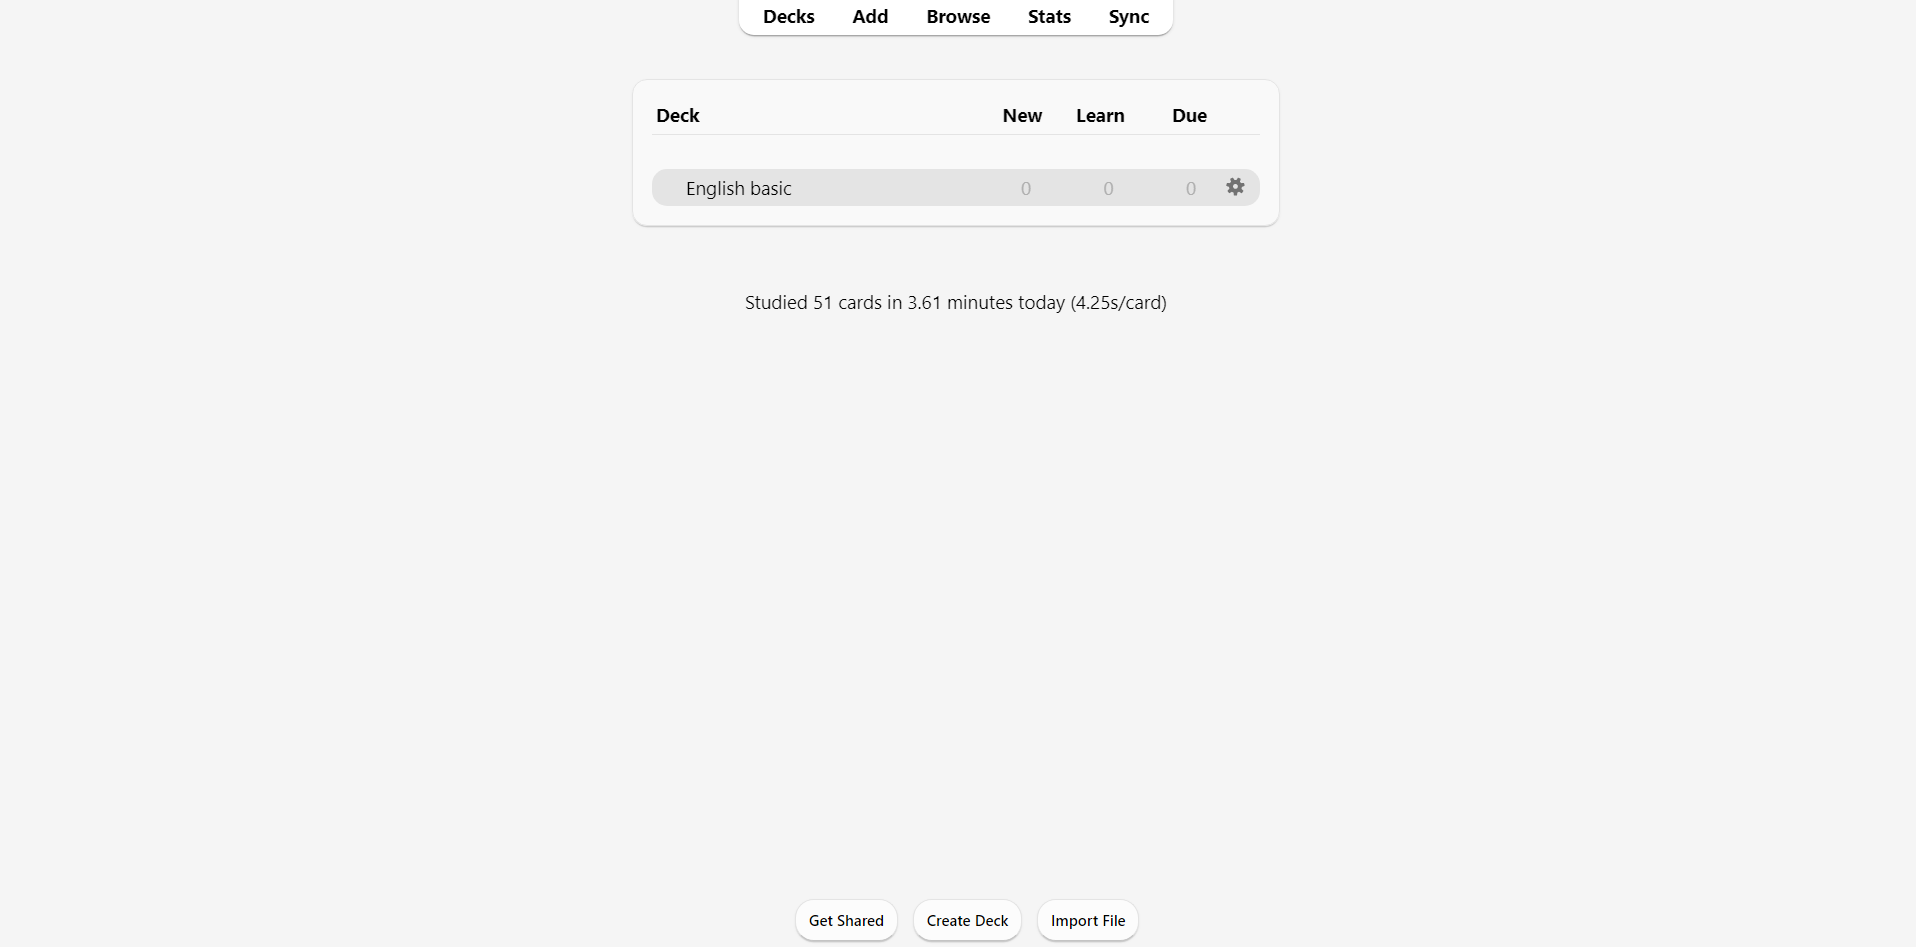 Decks Add Browse Stats Sync
Deck New Learn Due
English basic 0 0 0
Studied 51 cards in 3.61 minutes today (4.25s/card)
Get Shared Create Deck Import File